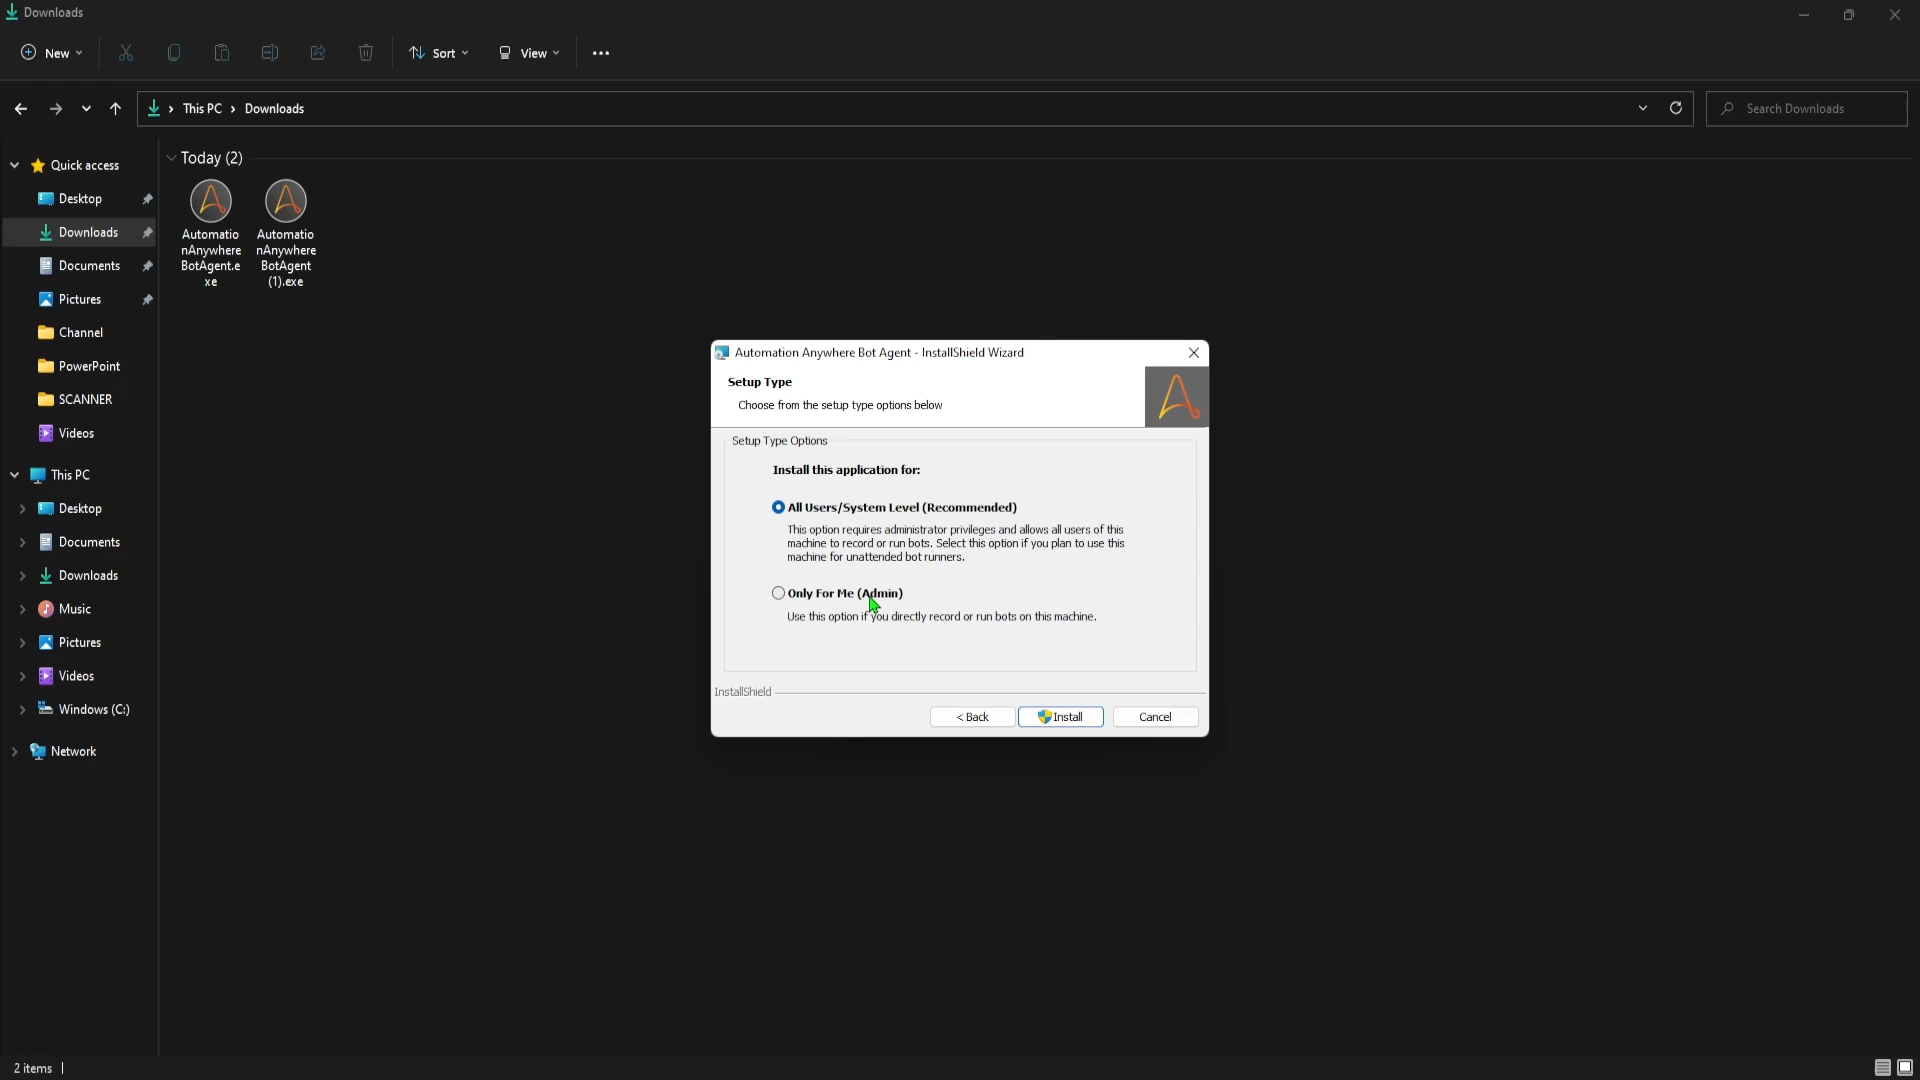 Downloads
New
Sort
View
This PC
Downloads
Search Downloads
Quick access
Desktop
Downloads
Documents
Pictures
Channel
PowerPoint
SCANNER
Videos
This PC
Desktop
Documents
Downloads
Music
Pictures
Videos
Windows (C:)
Network
Today (2)
Automatio
nAnywhere
BotAgent.e
xe
Automatio
nAnywhere
BotAgent
(1).exe
Automation Anywhere Bot Agent - InstallShield Wizard
Setup Type
Choose from the setup type options below
Setup Type Options
Install this application for:
All Users/System Level (Recommended)
This option requires administrator privileges and allows all users of this
machine to record or run bots. Select this option if you plan to use this
machine for unattended bot runners.
Only For Me (Admin)
Use this option if you directly record or run bots on this machine.
InstallShield
< Back
Install
Cancel
2 items